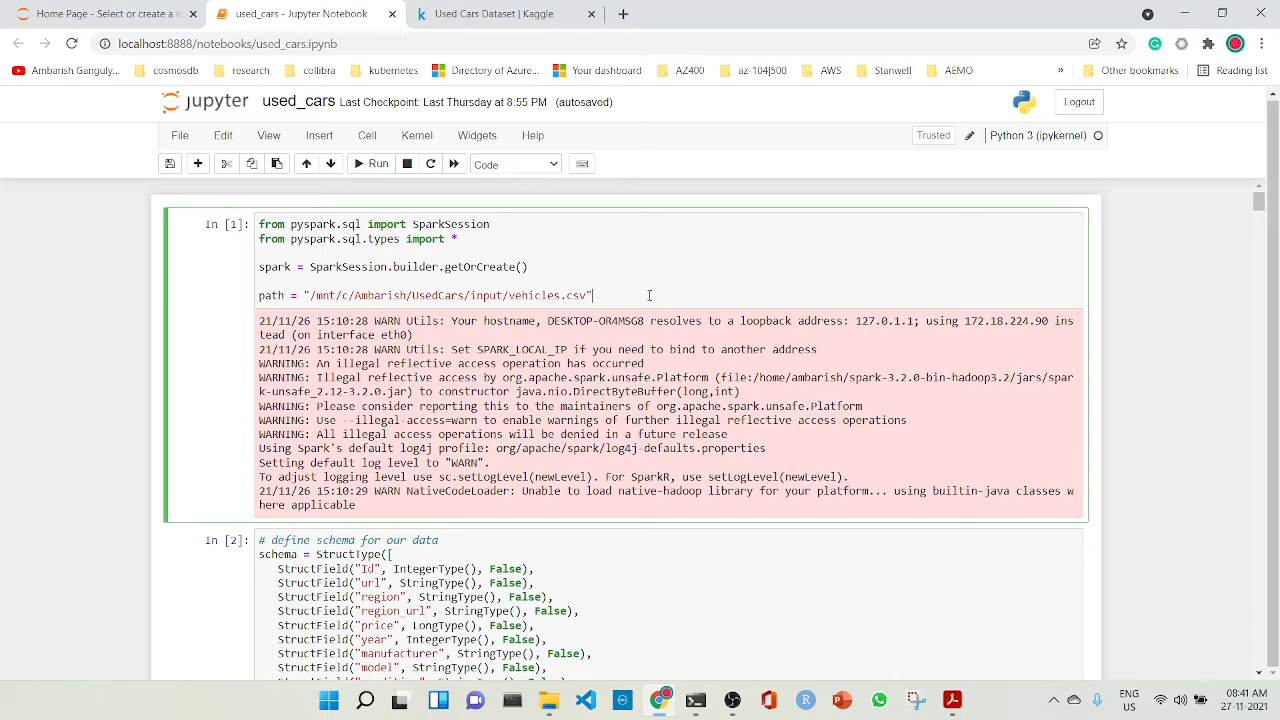 Home Page - Select or create a n
used_cars - Jupyter Notebook
Used Cars Dataset | Kaggle
localhost:8888/notebooks/used_cars.ipynb
Ambarish Ganguly...
cosmosdb
research
collibra
kubernetes
Directory of Azure...
Your dashboard
AZ400
az-104|500
AWS
Stanwell
AEMO
»
Other bookmarks
Reading list
jupyter used_cars Last Checkpoint: Last Thursday at 8:55 PM (autosaved)
Logout
File Edit View Insert Cell Kernel Widgets Help
Trusted
Python 3 (ipykernel)
Run
Code
In [1]:
from pyspark.sql import SparkSession
from pyspark.sql.types import *
spark = SparkSession.builder.getOrCreate()
path = "/mnt/c/Ambarish/UsedCars/input/vehicles.csv"
21/11/26 15:10:28 WARN Utils: Your hostname, DESKTOP-OR4MSG8 resolves to a loopback address: 127.0.1.1; using 172.18.224.90 ins
tead (on interface eth0)
21/11/26 15:10:28 WARN Utils: Set SPARK_LOCAL_IP if you need to bind to another address
WARNING: An illegal reflective access operation has occurred
WARNING: Illegal reflective access by org.apache.spark.unsafe.Platform (file:/home/ambarish/spark-3.2.0-bin-hadoop3.2/jars/spar
k-unsafe_2.12-3.2.0.jar) to constructor java.nio.DirectByteBuffer(long,int)
WARNING: Please consider reporting this to the maintainers of org.apache.spark.unsafe.Platform
WARNING: Use --illegal-access=warn to enable warnings of further illegal reflective access operations
WARNING: All illegal access operations will be denied in a future release
Using Spark's default log4j profile: org/apache/spark/log4j-defaults.properties
Setting default log level to "WARN".
To adjust logging level use sc.setLogLevel(newLevel). For SparkR, use setLogLevel(newLevel).
21/11/26 15:10:29 WARN NativeCodeLoader: Unable to load native-hadoop library for your platform... using builtin-java classes w
here applicable
In [2]:
# define schema for our data
schema = StructType([
StructField("Id", IntegerType(), False),
StructField("url", StringType(), False),
StructField("region", StringType(), False),
StructField("region_url", StringType(), False),
StructField("price", LongType(), False),
StructField("year", IntegerType(), False),
StructField("manufacturer", StringType(), False),
StructField("model", StringType(), False),
ENG
US
08:41 AM
27-11-2021